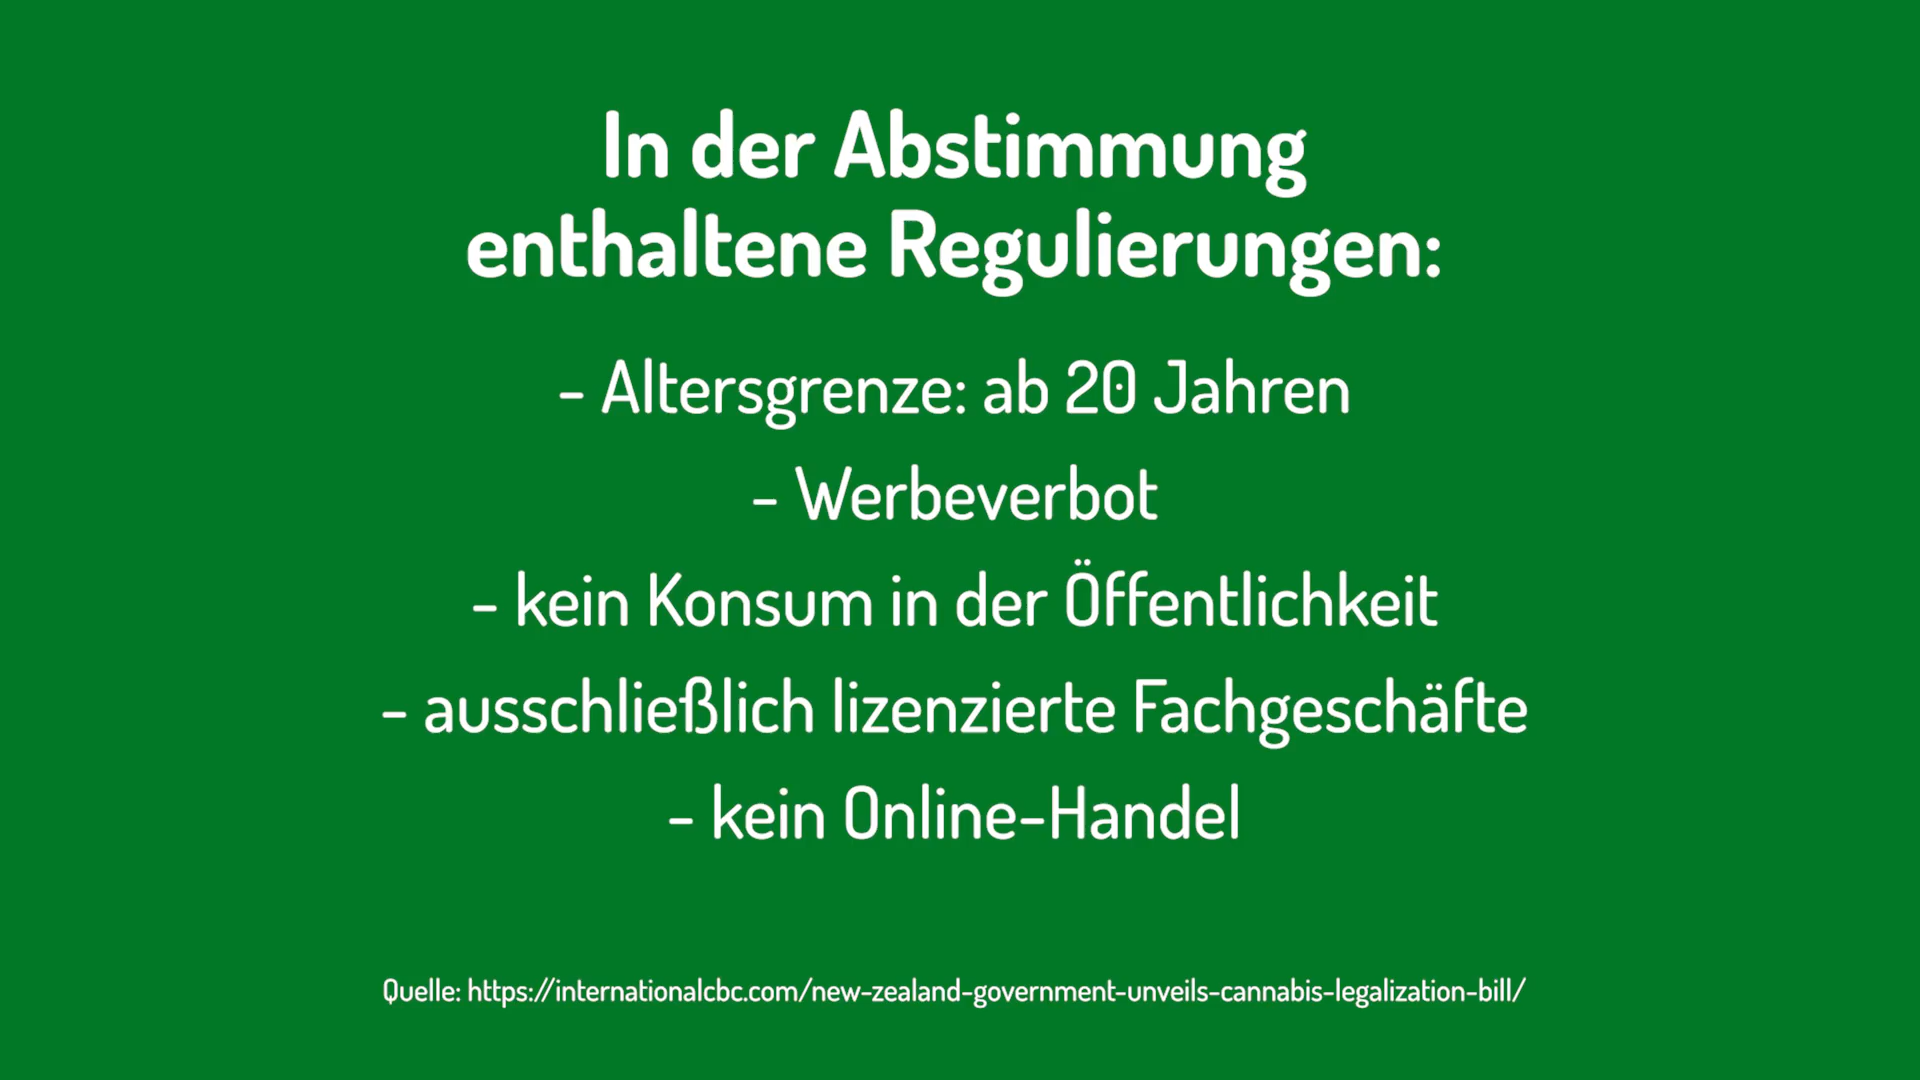 In der Abstimmung
enthaltene Regulierungen:
- Altersgrenze: ab 20 Jahren
- Werbeverbot
- kein Konsum in der Öffentlichkeit
- ausschließlich lizenzierte Fachgeschäfte
- kein Online-Handel
Quelle: https://internationalcbc.com/new-zealand-government-unveils-cannabis-legalization-bill/